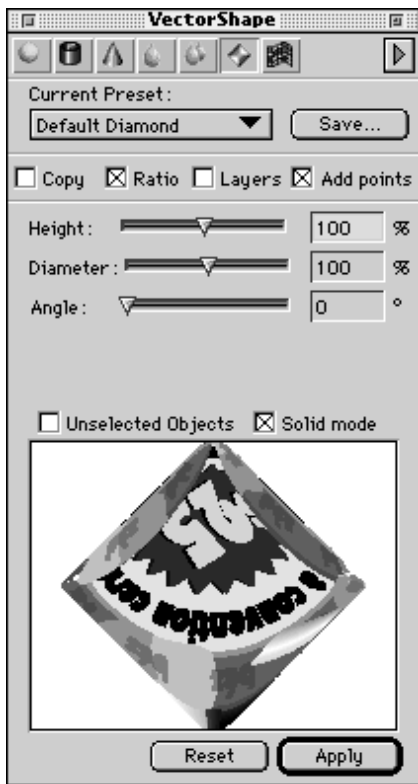 VectorShape
Current Preset:
Default Diamond
Save...
Copy Ratio Layers Add points
Height: 100 %
Diameter: 100 %
Angle: 0 °
Unselected Objects Solid mode
convention
Reset Apply